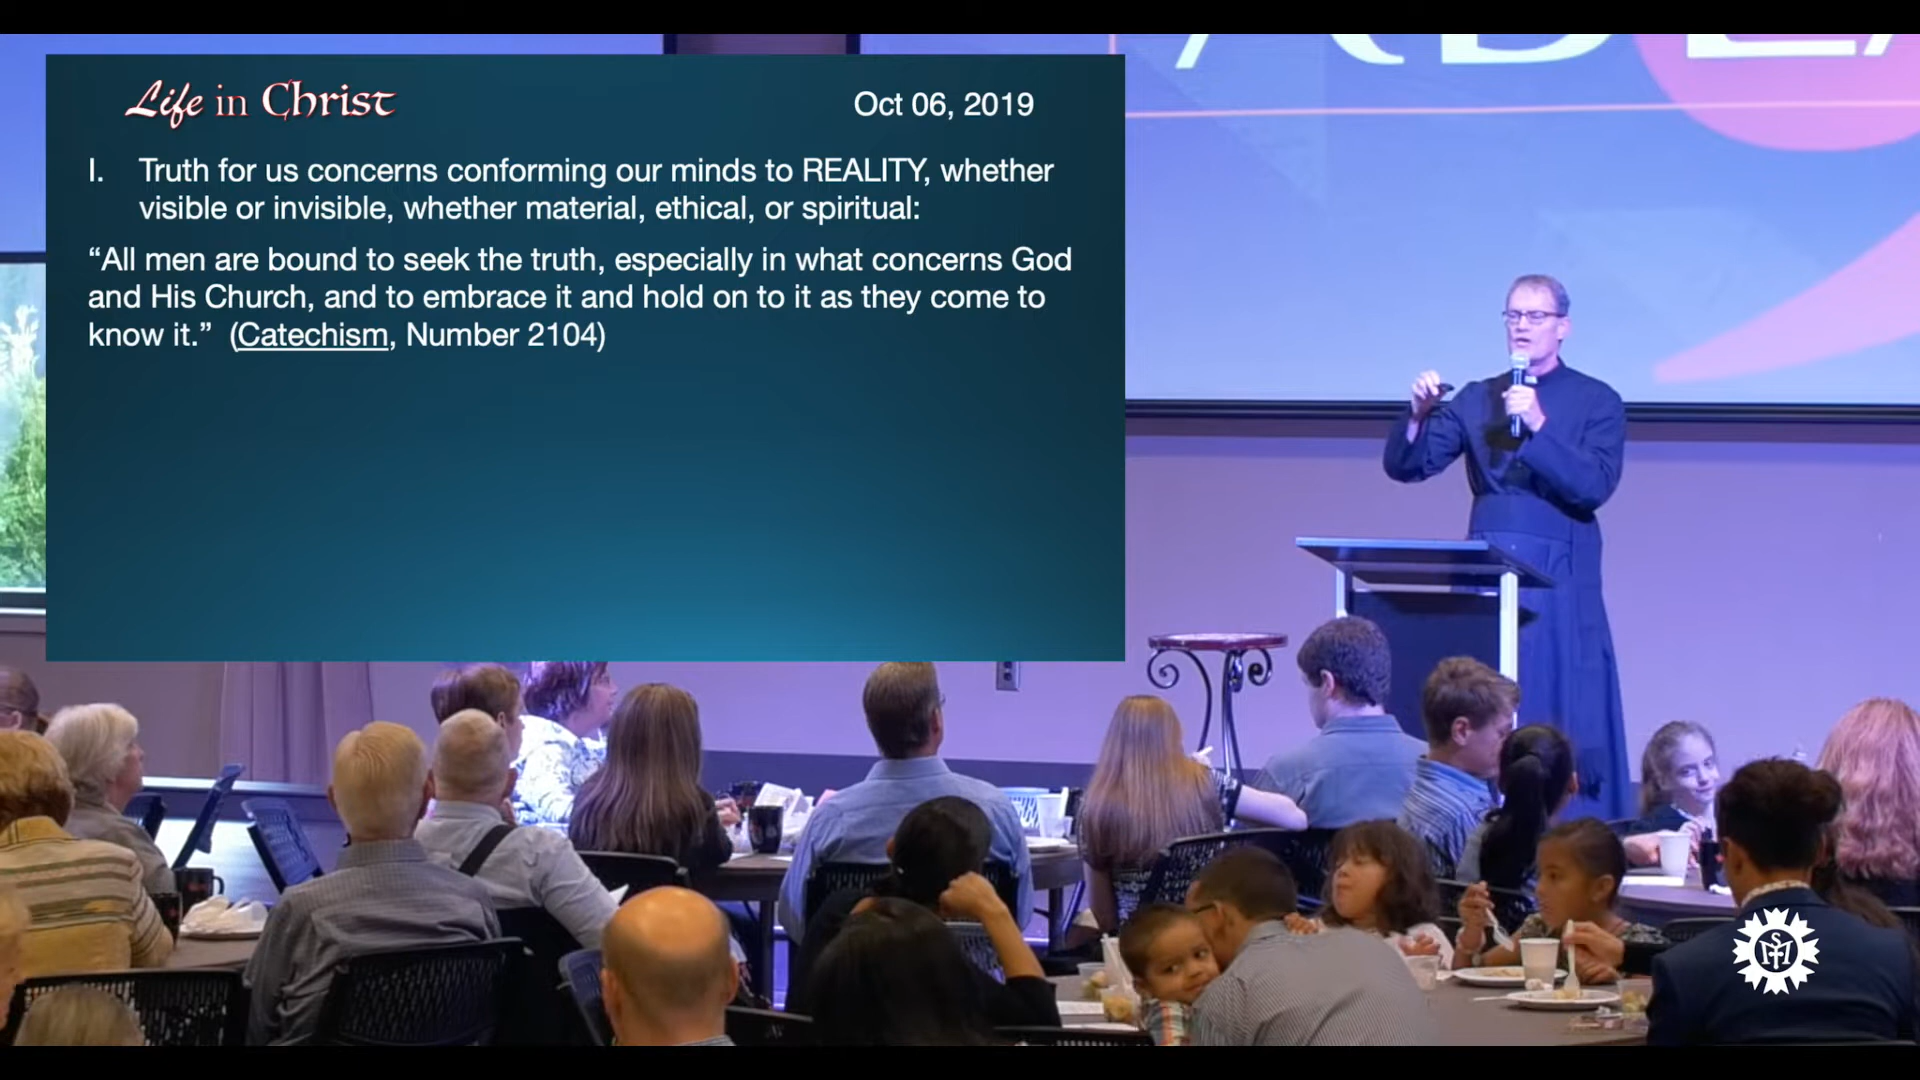 Life in Christ
Oct 06, 2019
I. Truth for us concerns conforming our minds to REALITY, whether
visible or invisible, whether material, ethical, or spiritual:
“All men are bound to seek the truth, especially in what concerns God
and His Church, and to embrace it and hold on to it as they come to
know it.” (Catechism, Number 2104)